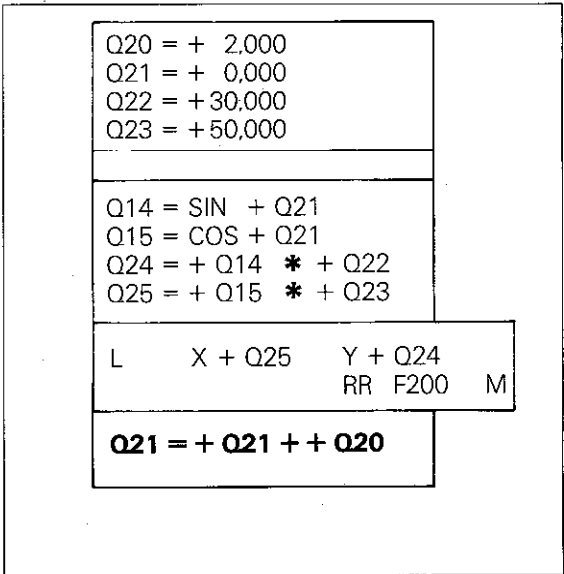 Q20 = + 2,000
Q21 = + 0,000
Q22 = +30,000
Q23 = +50,000
Q14 = SIN + Q21
Q15 = COS + Q21
Q24 = + Q14 * + Q22
Q25 = + Q15 * + Q23
L X + Q25 Y + Q24
RR F200 M
Q21 = + Q21 + + Q20